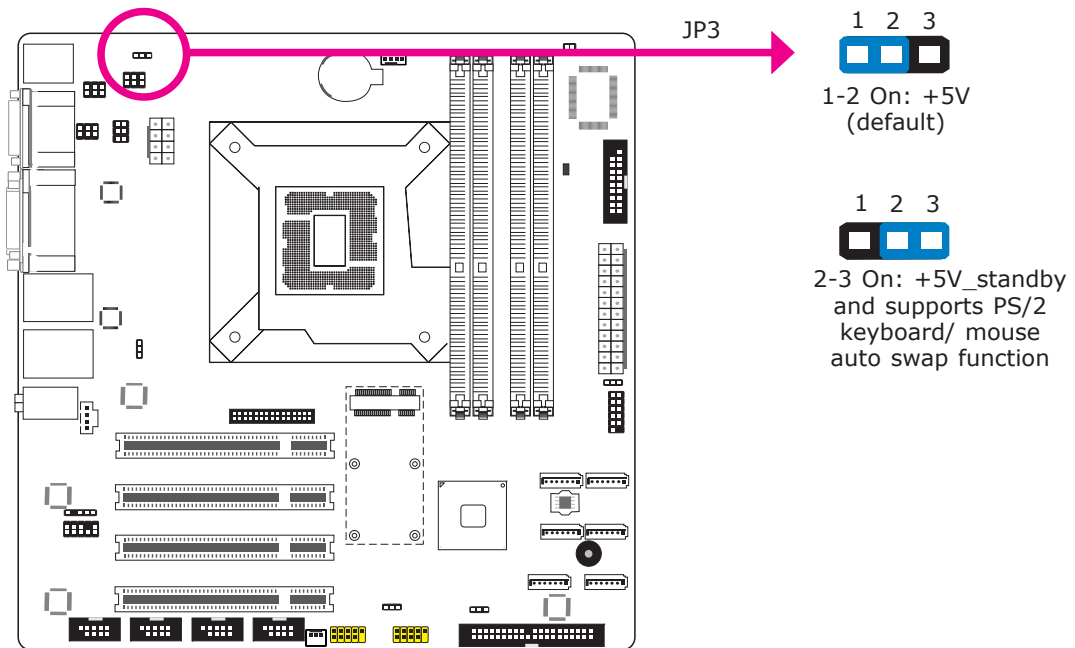 JP3
1 2 3
1-2 On: +5V
(default)
1 2 3
2-3 On: +5V_standby
and supports PS/2
keyboard/ mouse
auto swap function